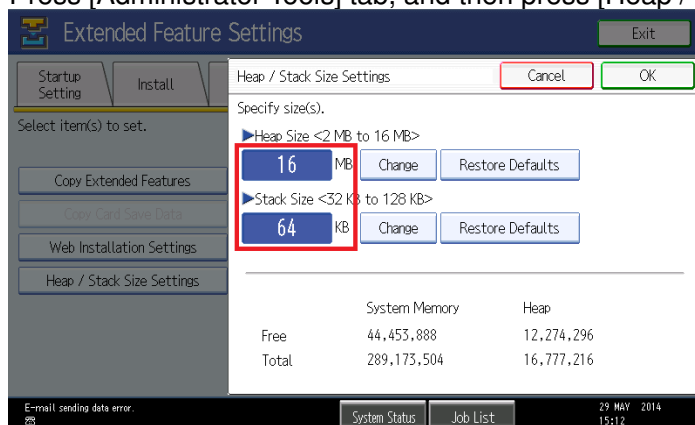 Press [Administrator Tools] tab, and then press [Heap /
Extended Feature Settings
Exit
Startup Setting
Install
Select item(s) to set.
Copy Extended Features
Copy Card Save Data
Web Installation Settings
Heap / Stack Size Settings
Heap / Stack Size Settings
Cancel
OK
Specify size(s).
▶Heap Size <2 MB to 16 MB>
16 MB Change Restore Defaults
▶Stack Size <32 KB to 128 KB>
64 KB Change Restore Defaults
System Memory Heap
Free 44,453,888 12,274,296
Total 289,173,504 16,777,216
E-mail sending data error.
System Status Job List
29 MAY 2014
15:12